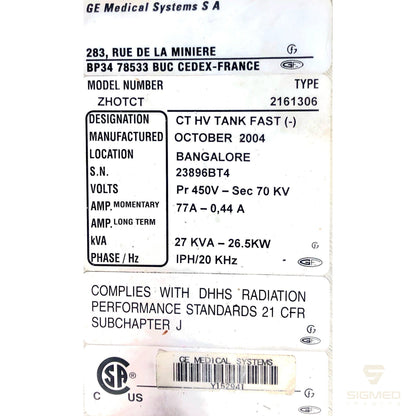 GE Medical Systems S A
283, RUE DE LA MINIERE
BP34 78533 BUC CEDEX-FRANCE
MODEL NUMBER TYPE
ZHOTCT 2161306
DESIGNATION CT HV TANK FAST (-)
MANUFACTURED OCTOBER 2004
LOCATION BANGALORE
S.N. 23896BT4
VOLTS Pr 450V - Sec 70 KV
AMP. MOMENTARY 77A - 0,44 A
AMP. LONG TERM
kVA 27 KVA - 26.5KW
PHASE / Hz IPH/20 KHz
COMPLIES WITH DHHS RADIATION
PERFORMANCE STANDARDS 21 CFR
SUBCHAPTER J
GE MEDICAL SYSTEMS
Y162941
C US
SIGMED